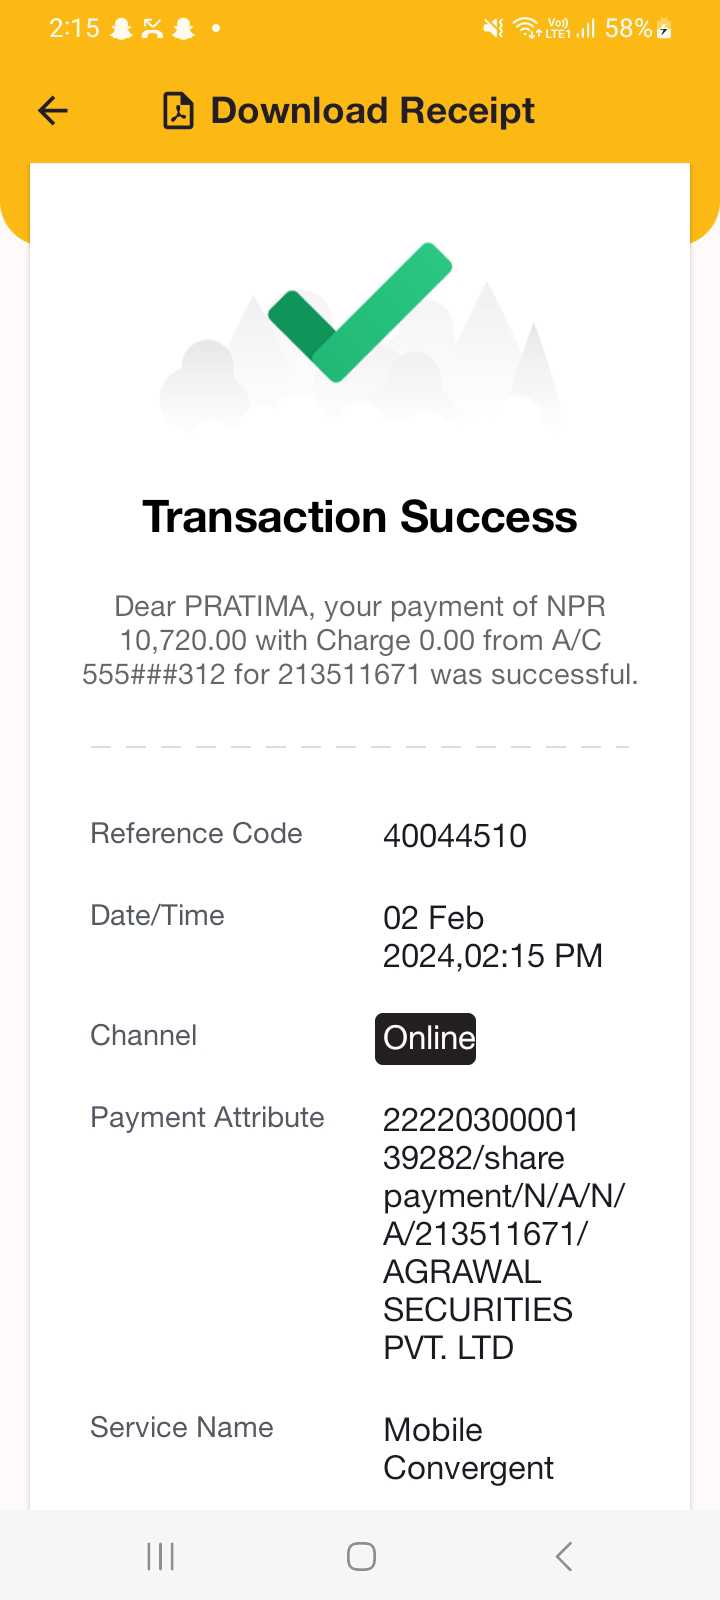 2:15
Vo)) LTE1 58%
Download Receipt
Transaction Success
Dear PRATIMA, your payment of NPR
10,720.00 with Charge 0.00 from A/C
555###312 for 213511671 was successful.
Reference Code 40044510
Date/Time 02 Feb
2024,02:15 PM
Channel Online
Payment Attribute 22220300001
39282/share
payment/N/A/N/
A/213511671/
AGRAWAL
SECURITIES
PVT. LTD
Service Name Mobile
Convergent